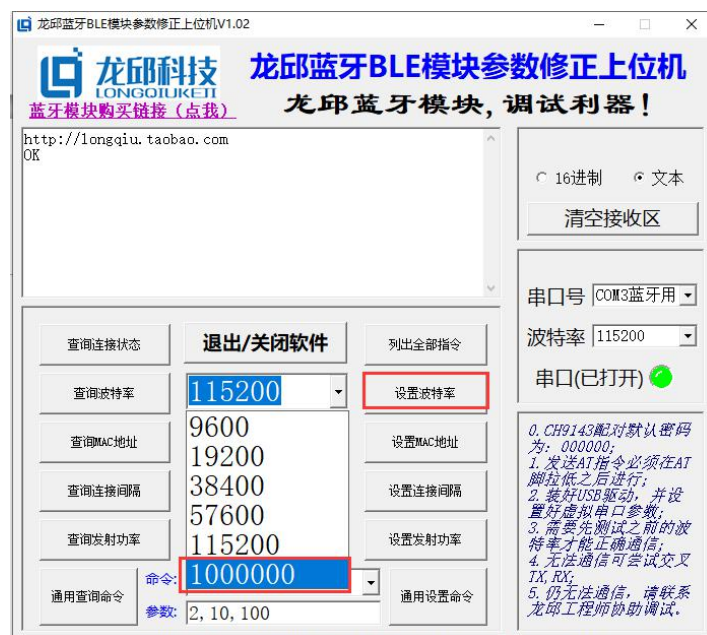 龙邱蓝牙BLE模块参数修正上位机V1.02
龙邱科技
LONGQIUKEJI
蓝牙模块购买链接（点我）
龙邱蓝牙BLE模块参数修正上位机
龙邱蓝牙模块,调试利器!
http://longqiu.taobao.com
OK
16进制
文本
清空接收区
串口号
COM3蓝牙用
波特率
115200
串口(已打开)
查询连接状态
退出/关闭软件
列出全部指令
查询波特率
115200
设置波特率
查询MAC地址
9600
19200
设置MAC地址
查询连接间隔
38400
设置连接间隔
57600
查询发射功率
115200
设置发射功率
通用查询命令
命令:
1000000
通用设置命令
参数:
2,10,100
0.CH9143配对默认密码
为: 000000;
1.发送AT指令必须在AT
脚拉低之后进行;
2.装好USB驱动, 并设
置好虚拟串口参数;
3.需要先测试之前的波
特率才能正确通信;
4.无法通信可尝试交叉
TX,RX;
5.仍无法通信, 请联系
龙邱工程师协助调试.